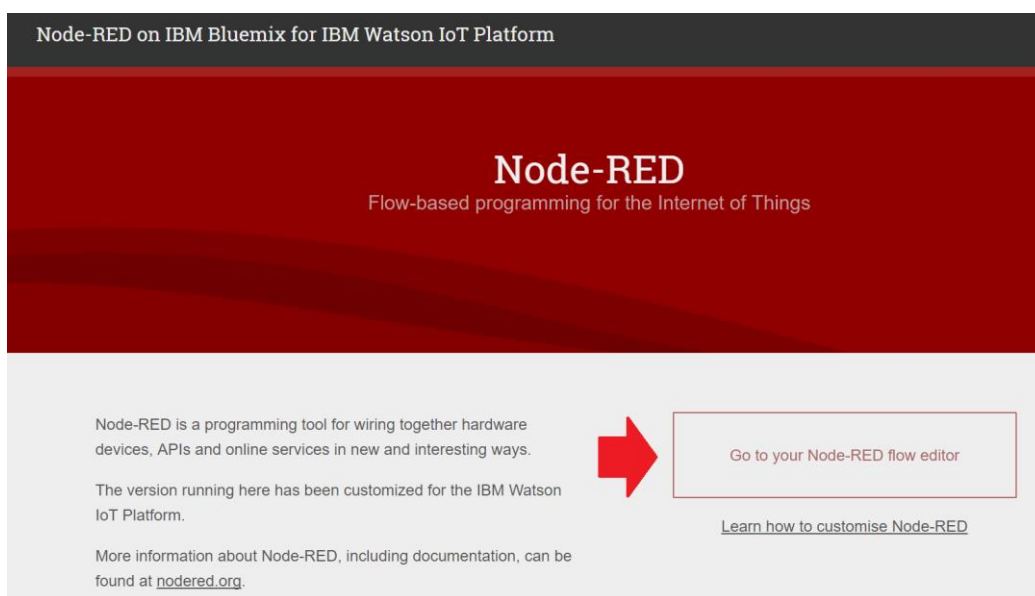 Node-RED on IBM Bluemix for IBM Watson IoT Platform
Node-RED
Flow-based programming for the Internet of Things
Node-RED is a programming tool for wiring together hardware
devices, APIs and online services in new and interesting ways.
The version running here has been customized for the IBM Watson
IoT Platform.
More information about Node-RED, including documentation, can be
found at nodered.org.
Go to your Node-RED flow editor
Learn how to customise Node-RED